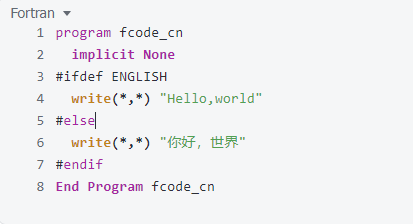 Fortran
1 program fcode_cn
2 implicit None
3 #ifdef ENGLISH
4 write(*,*) "Hello,world"
5 #else
6 write(*,*) "你好，世界"
7 #endif
8 End Program fcode_cn